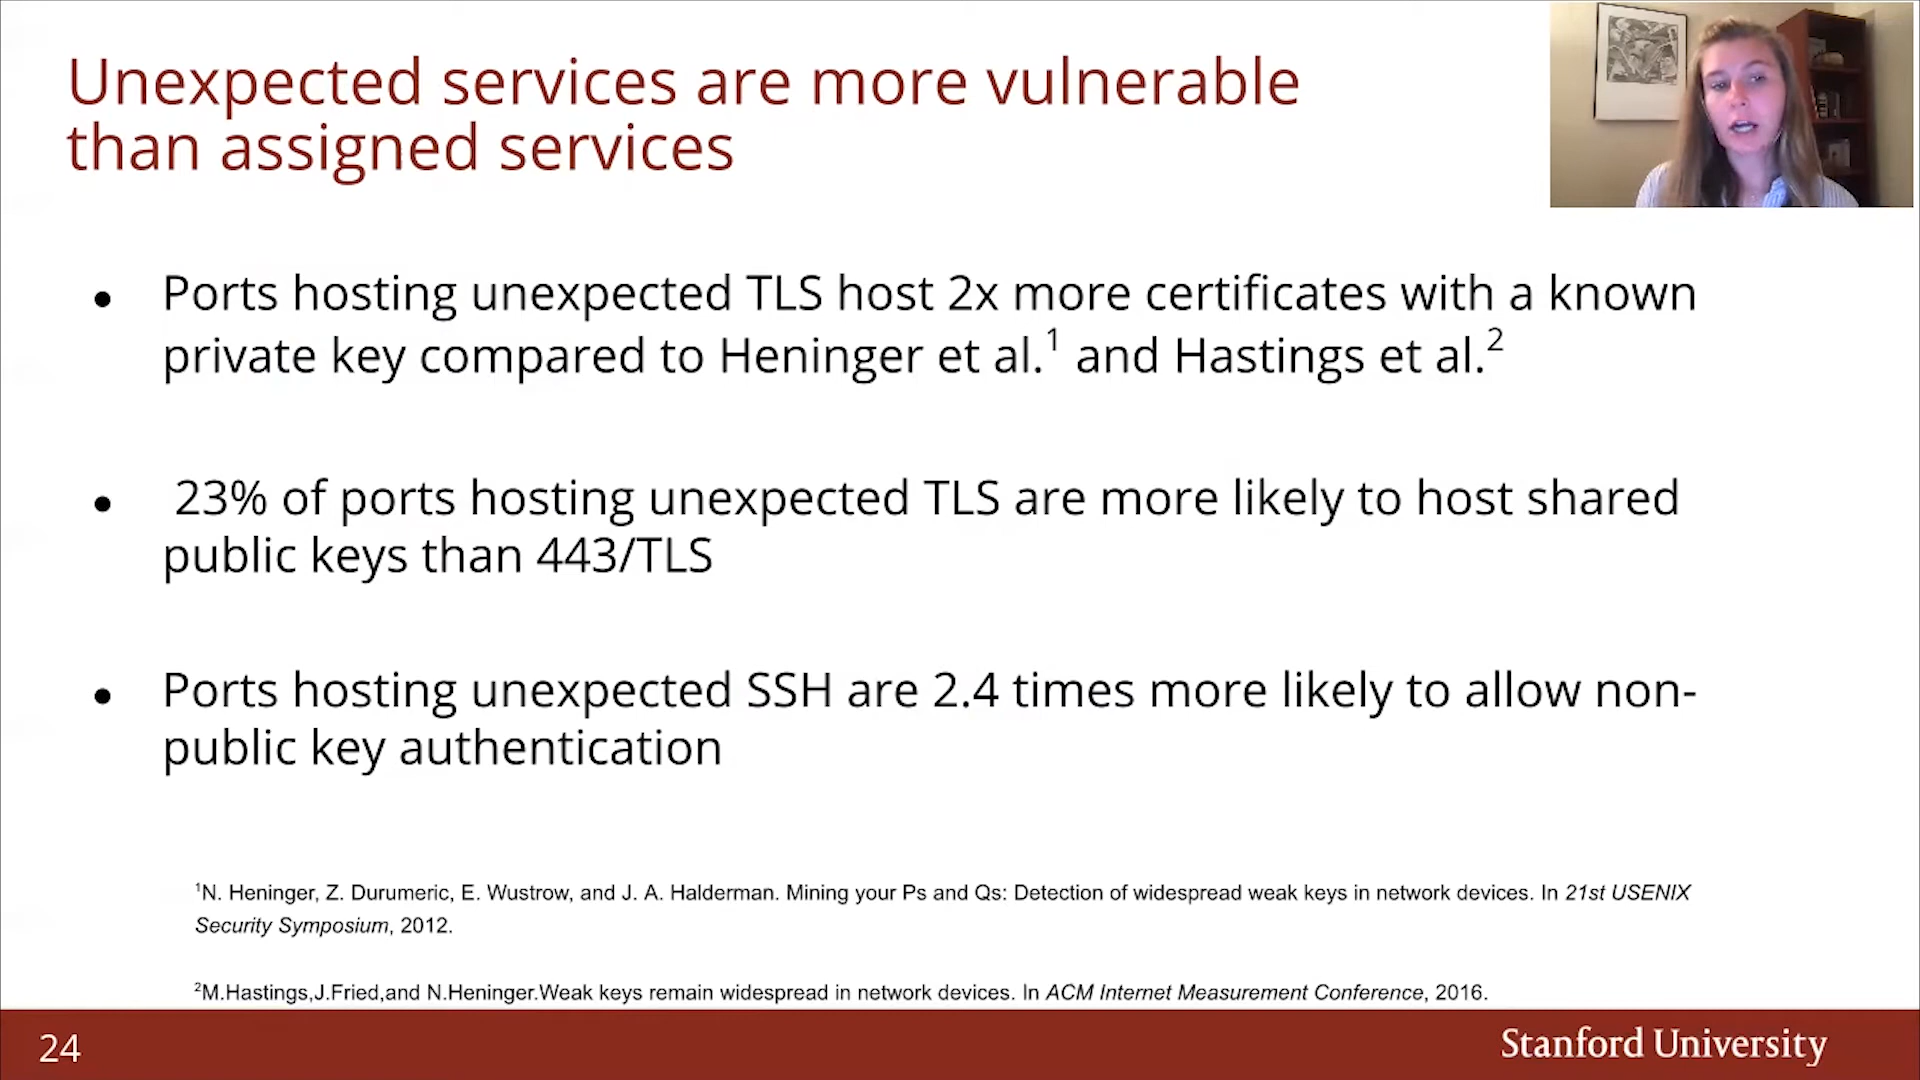 Unexpected services are more vulnerable
than assigned services
● Ports hosting unexpected TLS host 2x more certificates with a known
private key compared to Heninger et al.¹ and Hastings et al.²
● 23% of ports hosting unexpected TLS are more likely to host shared
public keys than 443/TLS
● Ports hosting unexpected SSH are 2.4 times more likely to allow non-
public key authentication
¹N. Heninger, Z. Durumeric, E. Wustrow, and J. A. Halderman. Mining your Ps and Qs: Detection of widespread weak keys in network devices. In 21st USENIX
Security Symposium, 2012.
²M.Hastings,J.Fried,and N.Heninger.Weak keys remain widespread in network devices. In ACM Internet Measurement Conference, 2016.
24
Stanford University